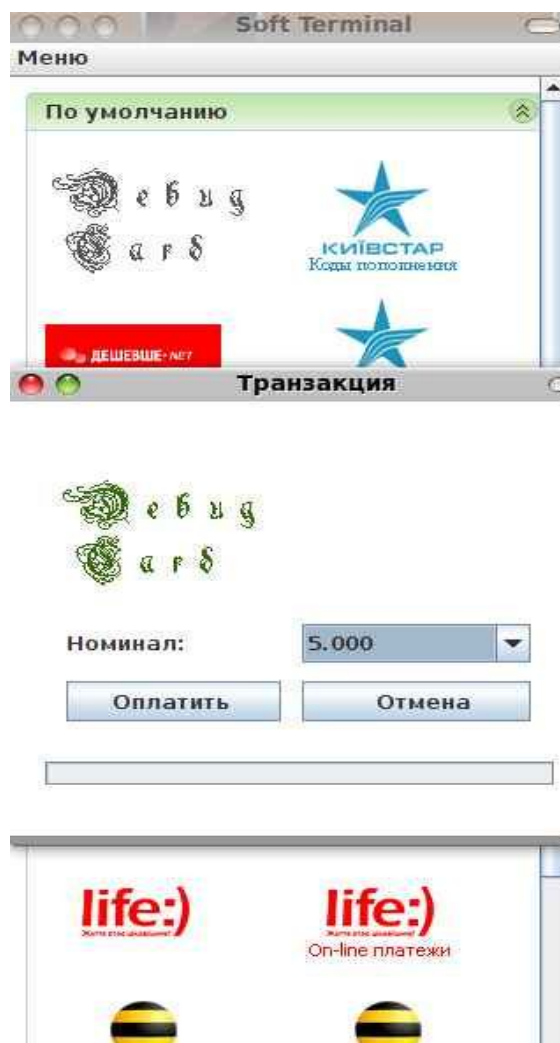 Soft Terminal
Меню
По умолчанию
Debug
Card
КИЇВСТАР
Коды пополнения
ДЕШЕВШЕ.NET
Транзакция
Debug
Card
Номинал:
5.000
Оплатить
Отмена
life:)
life:)
On-line платежи